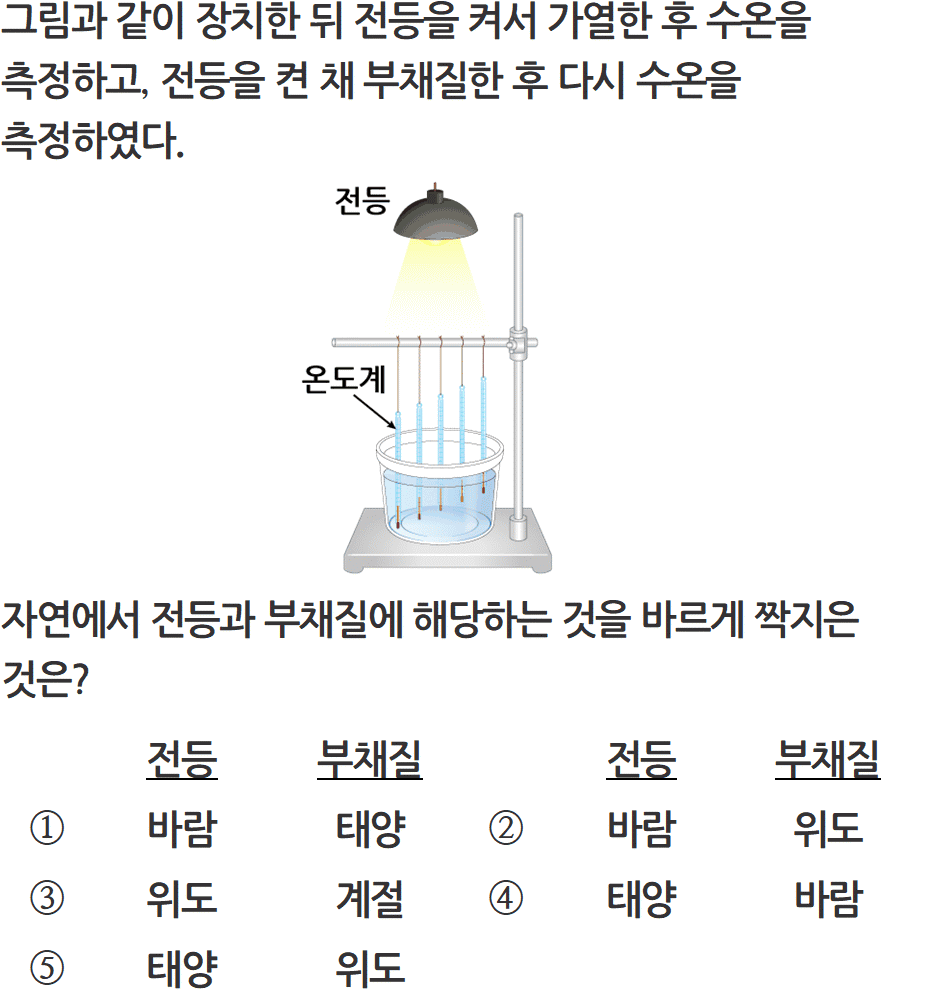 그림과 같이 장치한 뒤 전등을 켜서 가열한 후 수온을
측정하고, 전등을 켠 채 부채질한 후 다시 수온을
측정하였다.
전등
온도계
자연에서 전등과 부채질에 해당하는 것을 바르게 짝지은
것은?
전등 부채질 전등 부채질
① 바람 태양 ② 바람 위도
③ 위도 계절 ④ 태양 바람
⑤ 태양 위도